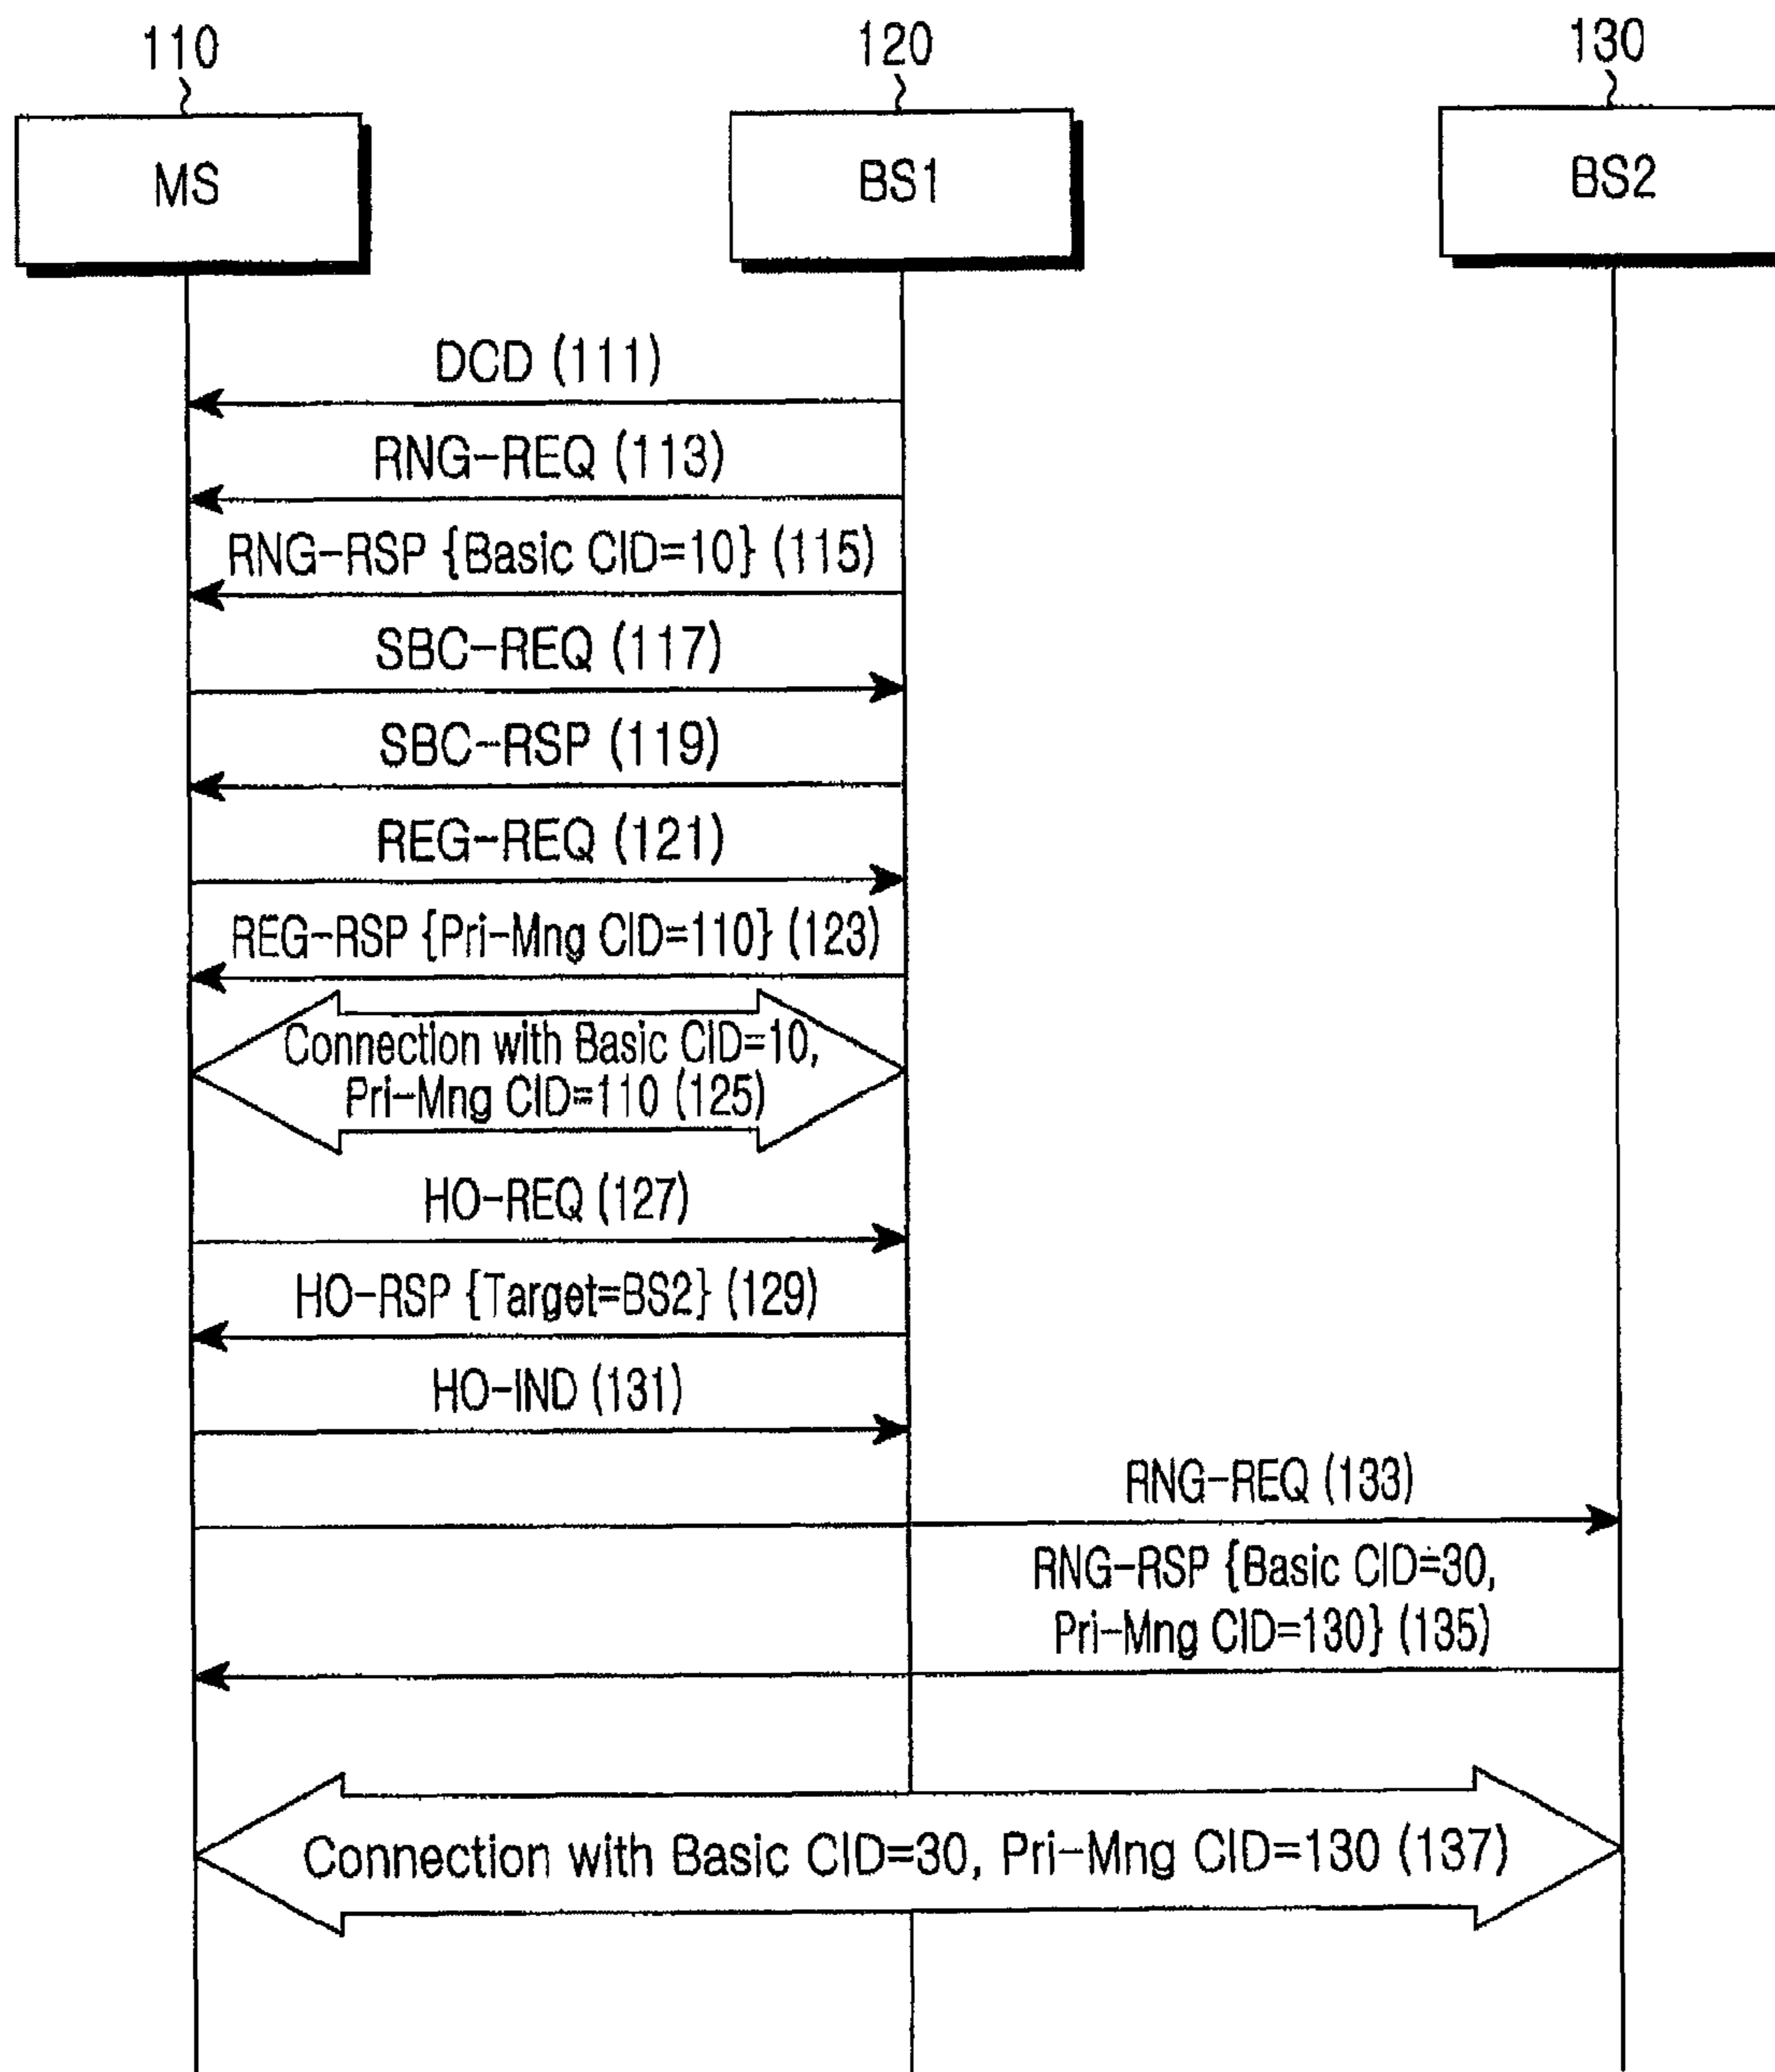 110
120
130
MS
BS1
BS2
DCD (111)
RNG-REQ (113)
RNG-RSP {Basic CID=10} (115)
SBC-REQ (117)
SBC-RSP (119)
REG-REQ (121)
REG-RSP {Pri-Mng CID=110} (123)
Connection with Basic CID=10,
Pri-Mng CID=110 (125)
HO-REQ (127)
HO-RSP {Target=BS2} (129)
HO-IND (131)
RNG-REQ (133)
RNG-RSP {Basic CID=30,
Pri-Mng CID=130} (135)
Connection with Basic CID=30, Pri-Mng CID=130 (137)